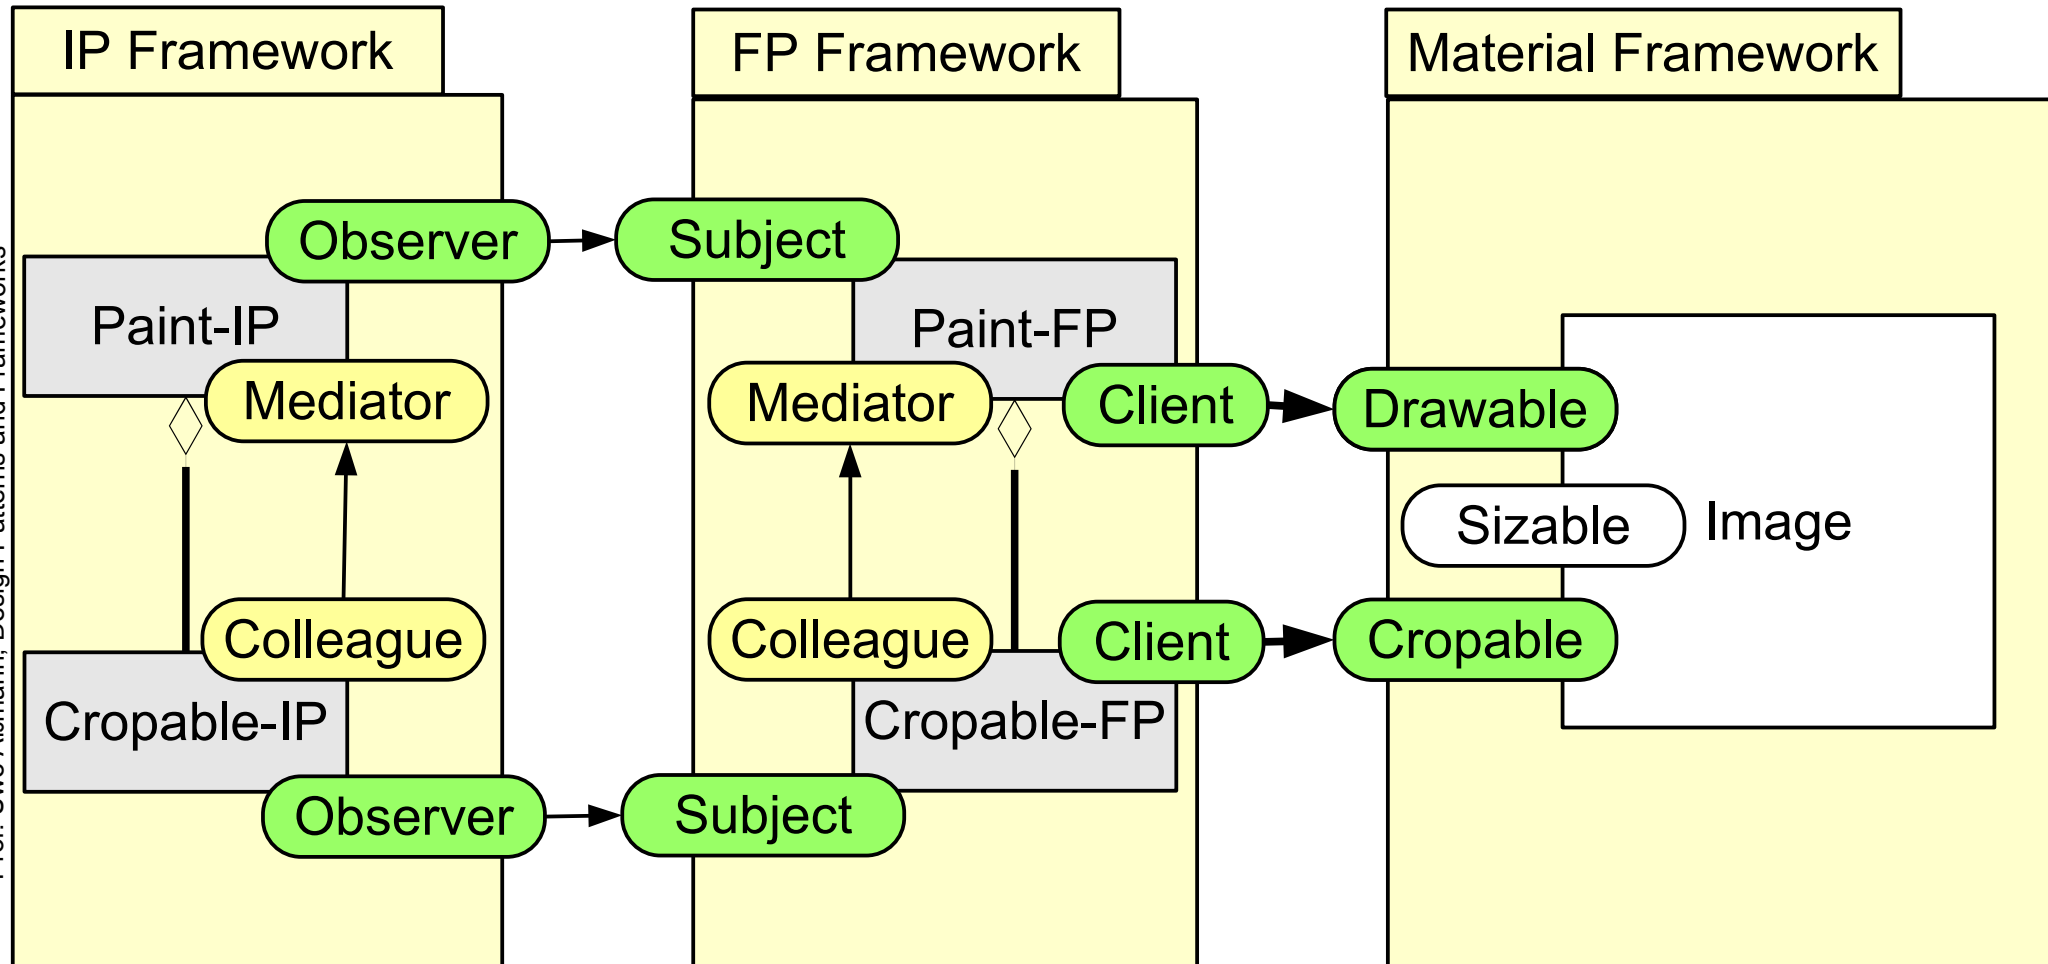 IP Framework
FP Framework
Material Framework
Observer
Subject
Paint-IP
Paint-FP
Mediator
Mediator
Client
Drawable
Sizable
Image
Colleague
Colleague
Client
Cropable
Cropable-IP
Cropable-FP
Observer
Subject